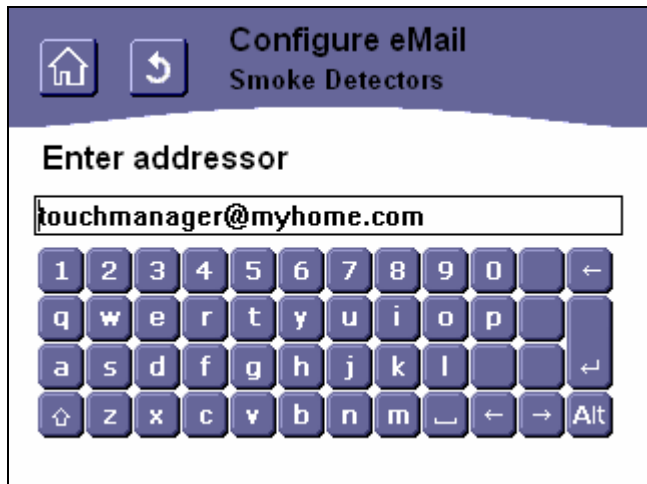 Configure eMail
Smoke Detectors
Enter addressor
touchmanager@myhome.com
1 2 3 4 5 6 7 8 9 0 ←
q w e r t y u i o p
a s d f g h j k l ↵
⇧ z x c v b n m ⎵ ← → Alt